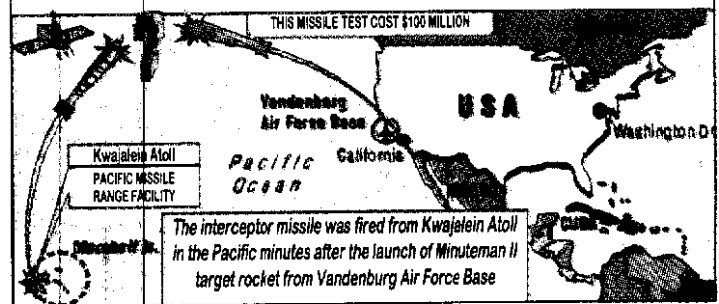 THIS MISSILE TEST COST $100 MILLION
Vandenburg
Air Force Base
USA
Washington D
Kwajalein Atoll
PACIFIC MISSILE
RANGE FACILITY
Pacific
Ocean
California
CUBA
The interceptor missile was fired from Kwajalein Atoll
in the Pacific minutes after the launch of Minuteman II
target rocket from Vandenburg Air Force Base